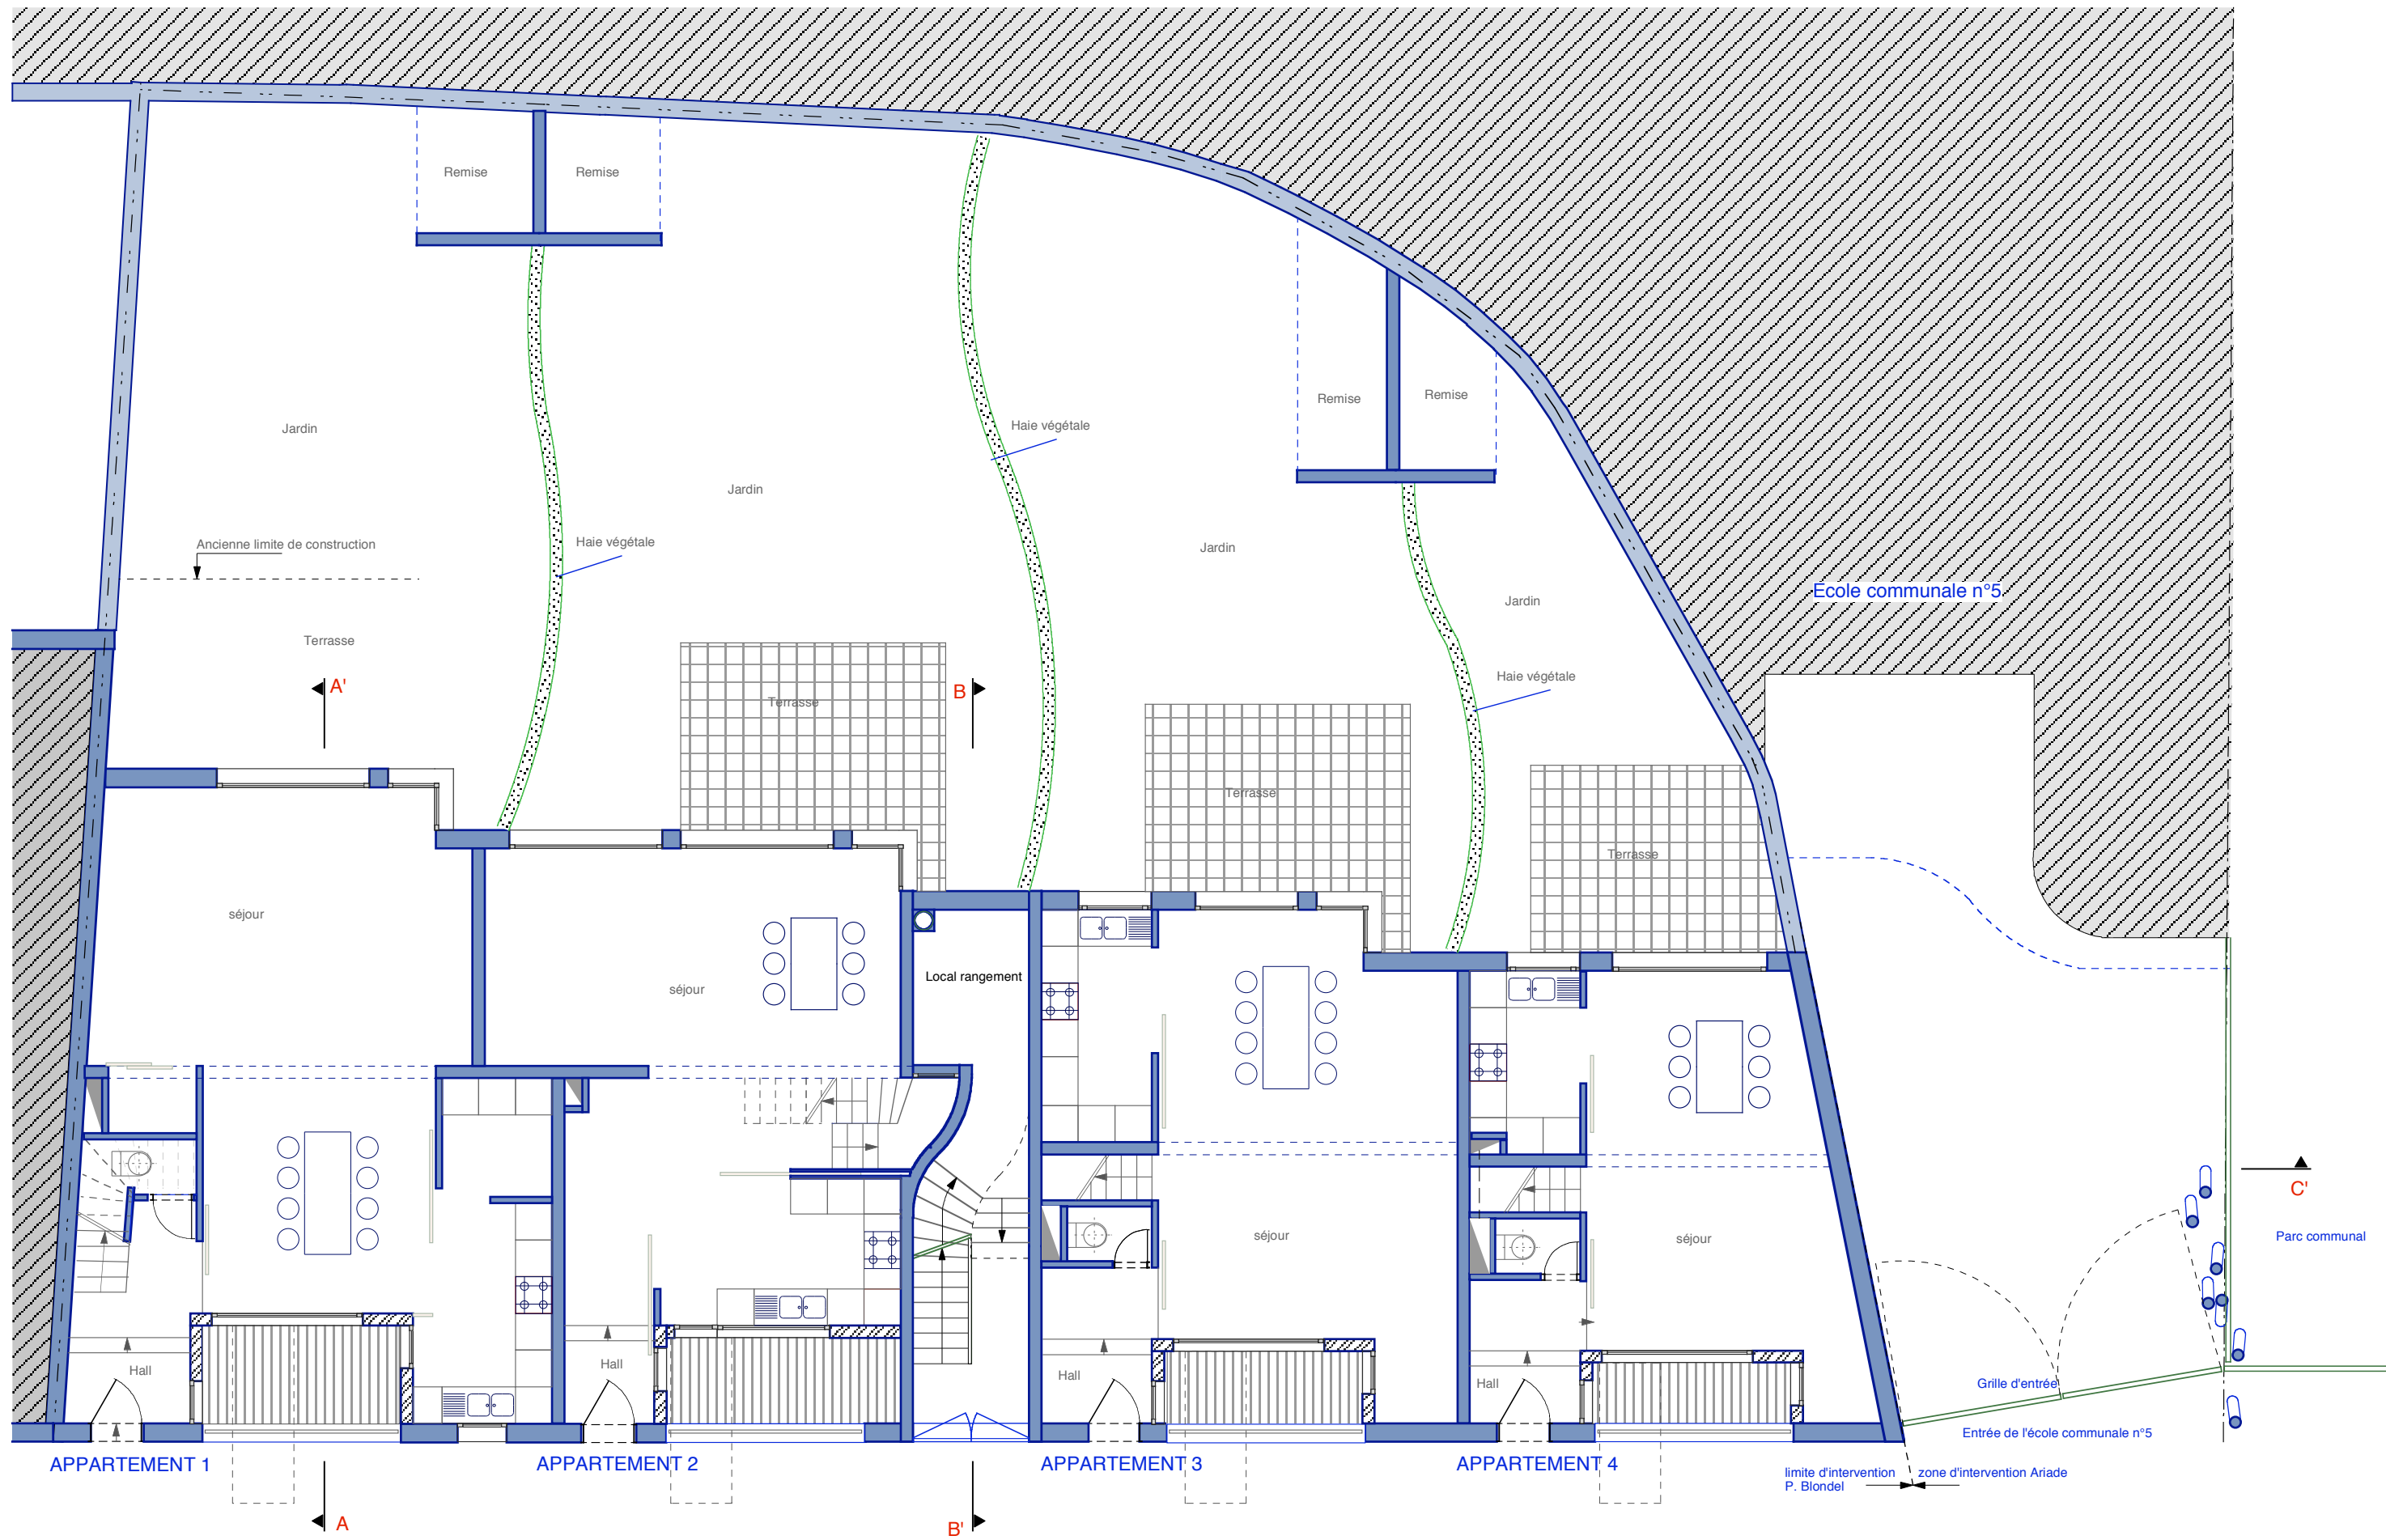 Remise
Remise
Remise
Remise
Jardin
Haie végétale
Jardin
Ancienne limite de construction
Haie végétale
Jardin
Ecole communale n°5
Jardin
Terrasse
Haie végétale
A'
B
Terrasse
Terrasse
Terrasse
séjour
Local rangement
séjour
C'
Parc communal
séjour
séjour
Hall
Hall
Hall
Hall
Grille d'entrée
Entrée de l'école communale n°5
APPARTEMENT 1
APPARTEMENT 2
APPARTEMENT 3
APPARTEMENT 4
limite d'intervention
P. Blondel
zone d'intervention Ariade
A
B'